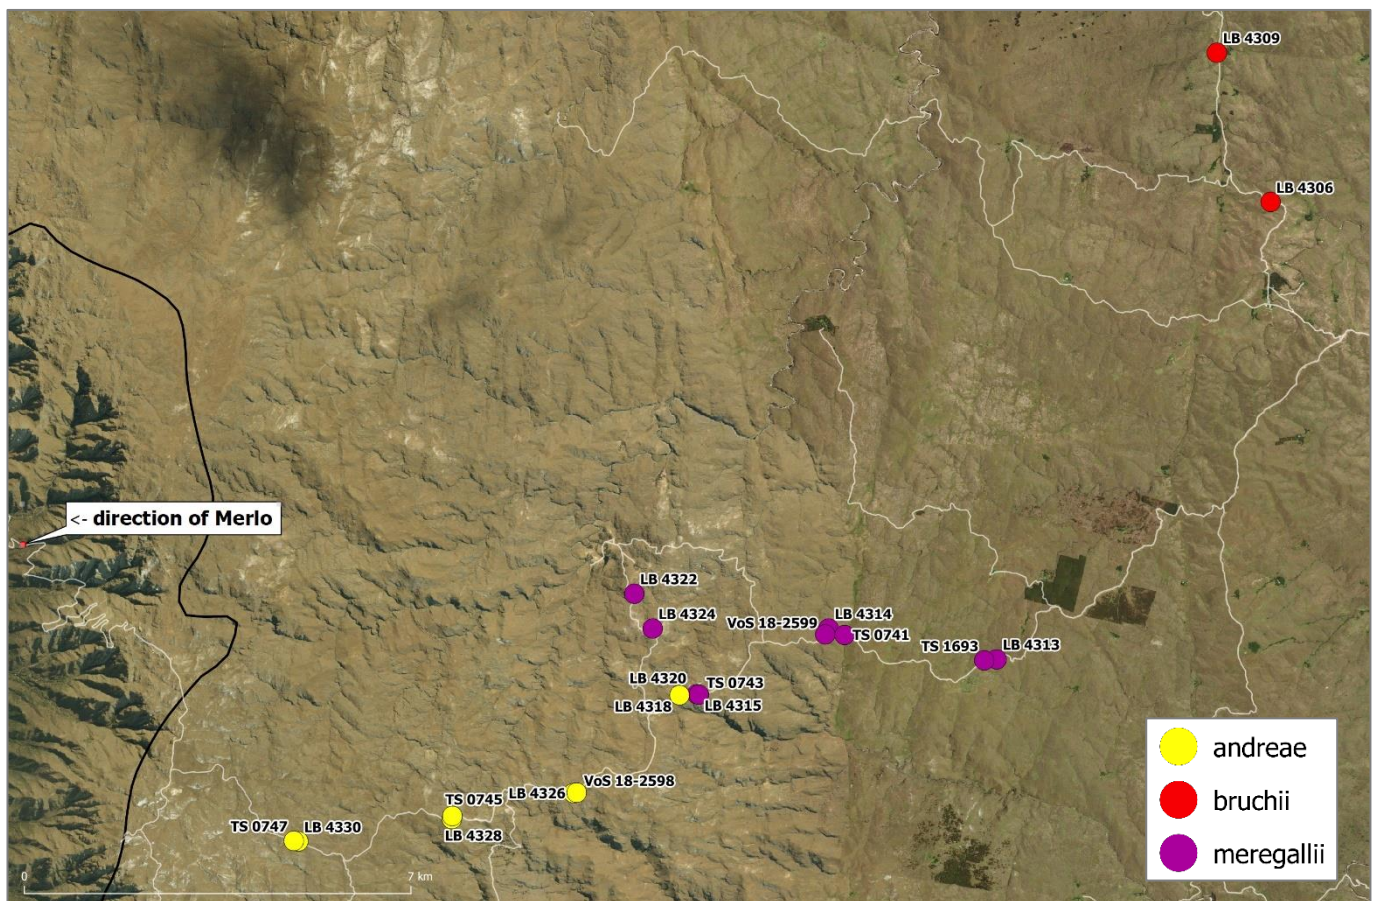 LB 4309
LB 4306
<- direction of Merlo
LB 4322
LB 4324
VoS 18-2599
LB 4314
TS 0741
TS 1693
LB 4313
LB 4320
TS 0743
LB 4318
LB 4315
VoS 18-2598
LB 4326
TS 0745
LB 4328
TS 0747
LB 4330
0
7 km
andreae
bruchii
meregallii